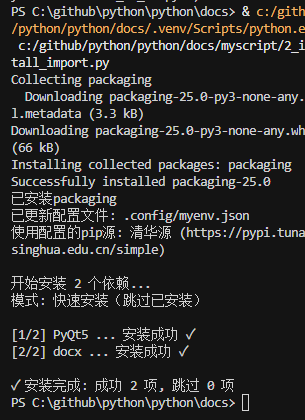 PS C:\github\python\python\docs> & c:/gith
/python/python/docs/.venv/Scripts/python.e
c:/github/python/python/docs/myscript/2_i
tall_import.py
Collecting packaging
Downloading packaging-25.0-py3-none-any.
l.metadata (3.3 kB)
Downloading packaging-25.0-py3-none-any.wh
(66 kB)
Installing collected packages: packaging
Successfully installed packaging-25.0
已安装packaging
已更新配置文件: .config/myenv.json
使用配置的pip源: 清华源 (https://pypi.tuna
singhua.edu.cn/simple)
开始安装 2 个依赖...
模式: 快速安装（跳过已安装）
[1/2] PyQt5 ... 安装成功 ✓
[2/2] docx ... 安装成功 ✓
✓ 安装完成: 成功 2 项, 跳过 0 项
PS C:\github\python\python\docs>